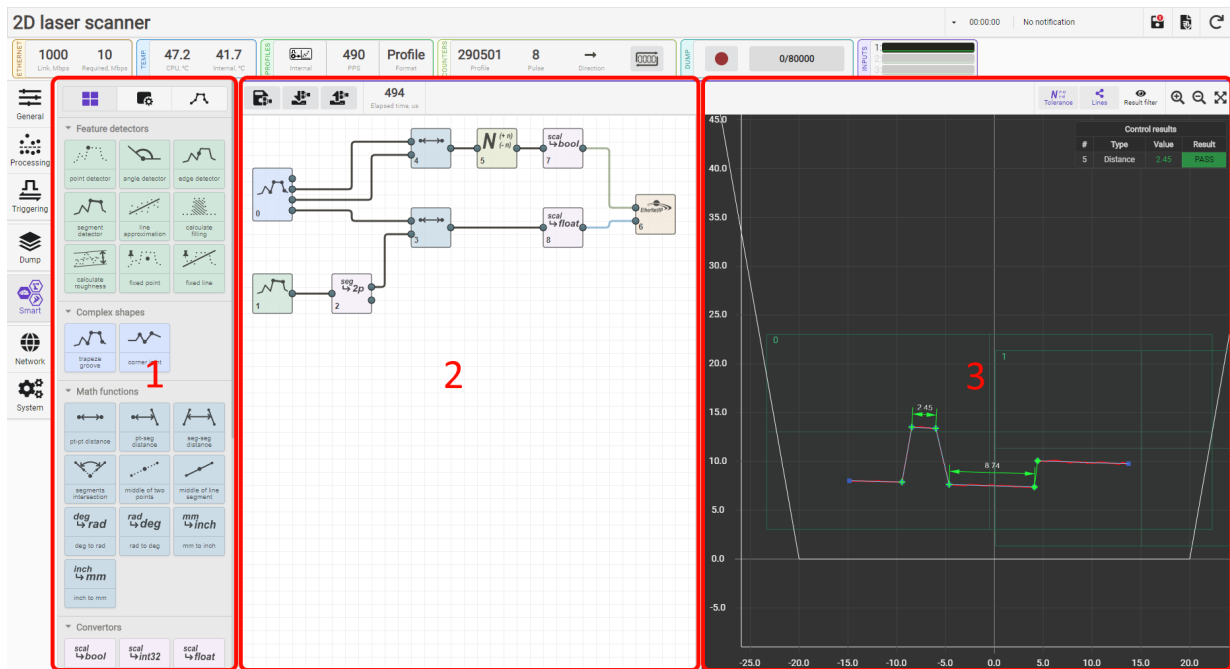 2D laser scanner
00:00:00 No notification
ETHERNET
1000 10
Link, Mbps Required, Mbps
TEMP.
47.2 41.7
CPU, °C Internal, °C
PROFILES
490 Profile
Internal PPS Format
COUNTERS
290501 8 →
Profile Pulse Direction
DUMP
0/80000
INPUTS
1:
General
Processing
Triggering
Dump
Smart
Network
System
Feature detectors
point detector angle detector edge detector
segment detector line approximation calculate filling
calculate roughness fixed point fixed line
Complex shapes
trapeze groove
1
Math functions
pt-pt distance pt-seg distance seg-seg distance
segments intersection middle of two points middle of line segment
deg rad rad deg mm inch
deg to rad rad to deg mm to inch
inch mm
inch to mm
Convertors
scal bool scal int32 scal float
494
Elapsed time, us
4
N (+ n) (- n)
5
scal bool
7
0
3
scal float
8
EtherNet/IP
6
1
seg 2p
2
2
Tolerance Lines Result filter
Control results
# Type Value Result
5 Distance 2.45 PASS
45.0
40.0
35.0
30.0
25.0
20.0
15.0
10.0
5.0
0.0
-5.0
0
1
3
2.45
8.74
-25.0 -20.0 -15.0 -10.0 -5.0 0.0 5.0 10.0 15.0 20.0